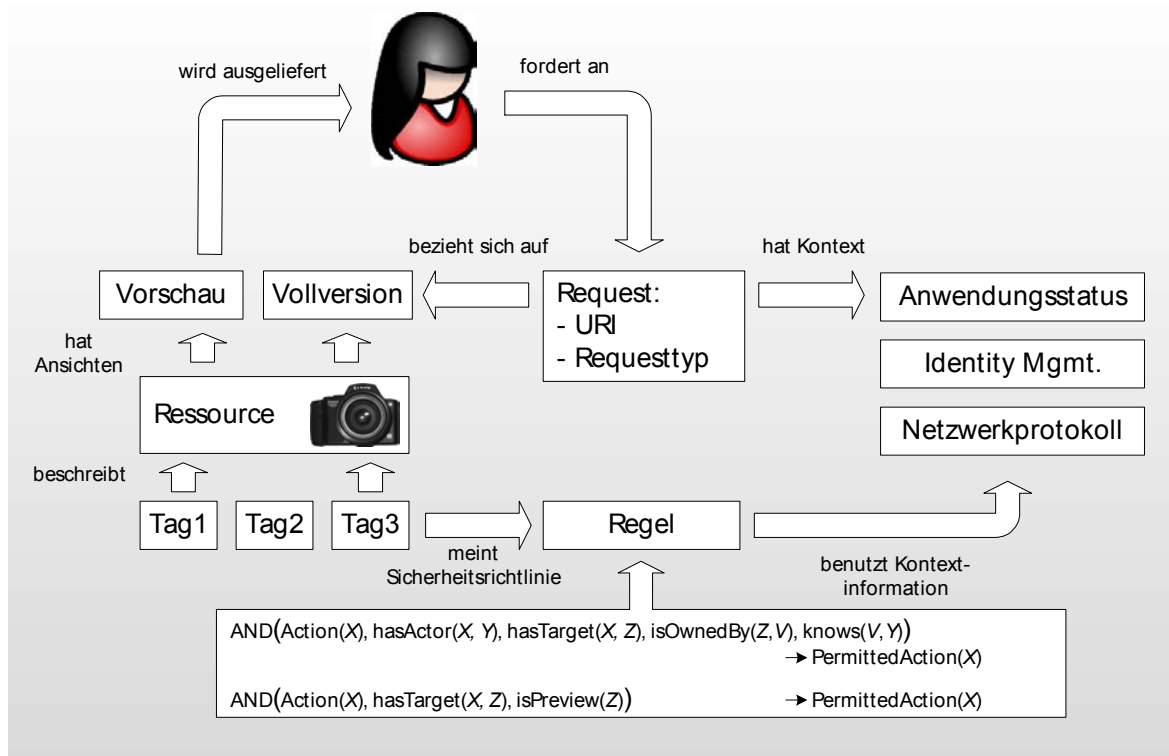 wird ausgeliefert
fordert an
bezieht sich auf
hat Kontext
Vorschau
Vollversion
Request:
- URI
- Requesttyp
Anwendungsstatus
Identity Mgmt.
Netzwerkprotokoll
hat
Ansichten
Ressource
beschreibt
Tag1
Tag2
Tag3
meint
Sicherheitsrichtlinie
Regel
benutzt Kontext-
information
AND(Action(X), hasActor(X, Y), hasTarget(X, Z), isOwnedBy(Z,V), knows(V,Y))
→ PermittedAction(X)
AND(Action(X), hasTarget(X, Z), isPreview(Z)) → PermittedAction(X)